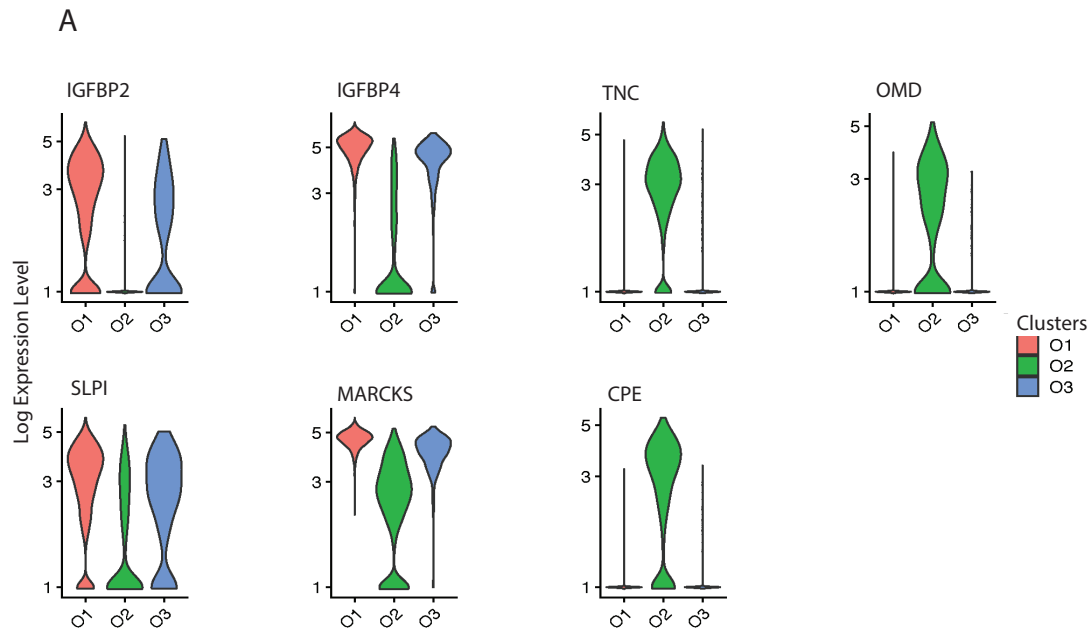 A
IGFBP2
5
3
1
O1 O2 O3
IGFBP4
5
3
1
O1 O2 O3
TNC
5
3
1
O1 O2 O3
OMD
5
3
1
O1 O2 O3
Log Expression Level
Clusters
O1
O2
O3
SLPI
5
3
1
O1 O2 O3
MARCKS
5
3
1
O1 O2 O3
CPE
5
3
1
O1 O2 O3